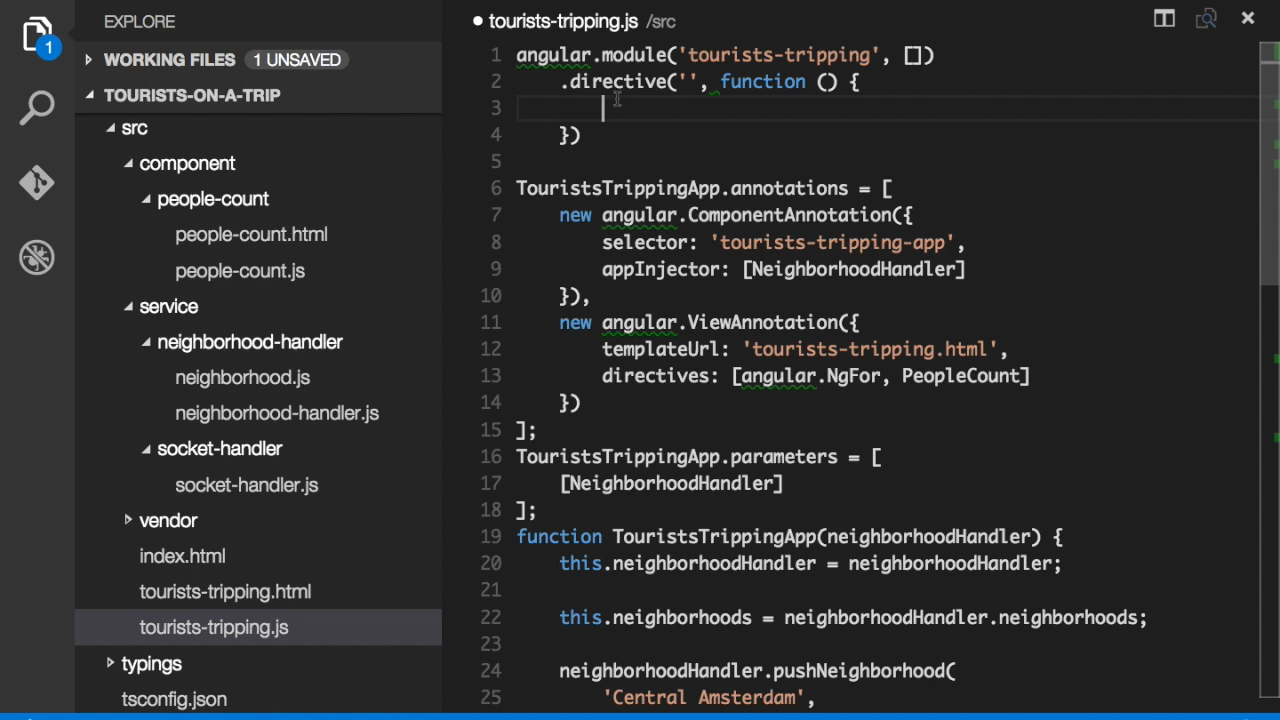 1
EXPLORE
WORKING FILES 1 UNSAVED
TOURISTS-ON-A-TRIP
src
component
people-count
people-count.html
people-count.js
service
neighborhood-handler
neighborhood.js
neighborhood-handler.js
socket-handler
socket-handler.js
vendor
index.html
tourists-tripping.html
tourists-tripping.js
typings
tsconfig.json
tourists-tripping.js /src
1 angular.module('tourists-tripping', [])
2 .directive('', function () {
3
4 })
5
6 TouristsTrippingApp.annotations = [
7 new angular.ComponentAnnotation({
8 selector: 'tourists-tripping-app',
9 appInjector: [NeighborhoodHandler]
10 }),
11 new angular.ViewAnnotation({
12 templateUrl: 'tourists-tripping.html',
13 directives: [angular.NgFor, PeopleCount]
14 })
15 ];
16 TouristsTrippingApp.parameters = [
17 [NeighborhoodHandler]
18 ];
19 function TouristsTrippingApp(neighborhoodHandler) {
20 this.neighborhoodHandler = neighborhoodHandler;
21
22 this.neighborhoods = neighborhoodHandler.neighborhoods;
23
24 neighborhoodHandler.pushNeighborhood(
25 'Central Amsterdam',